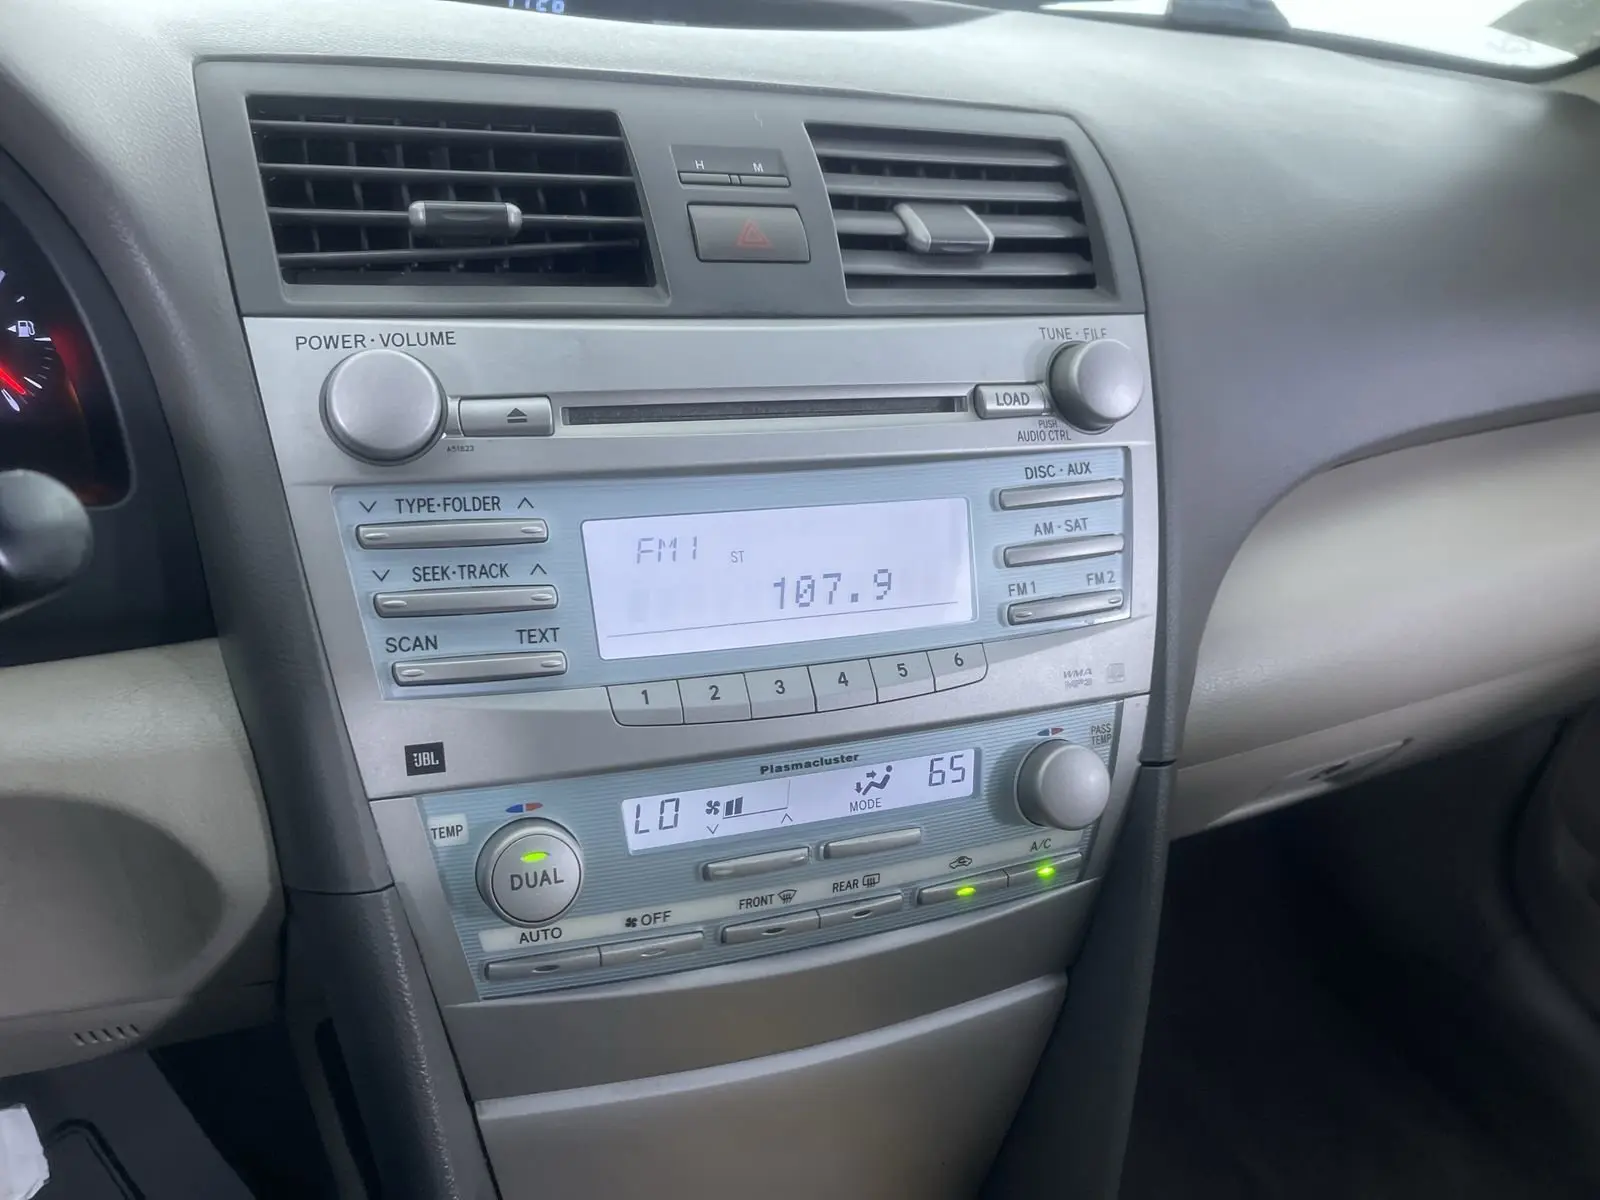 H M
POWER·VOLUME
TUNE·FILE
LOAD
PUSH
AUDIO CTRL
A51823
TYPE·FOLDER
DISC·AUX
FM1 ST
107.9
AM·SAT
SEEK·TRACK
FM1 FM2
SCAN TEXT
1 2 3 4 5 6
WMA
MP3
JBL
Plasmacluster
PASS
TEMP
TEMP
LO
65
MODE
DUAL
A/C
AUTO
OFF
FRONT
REAR